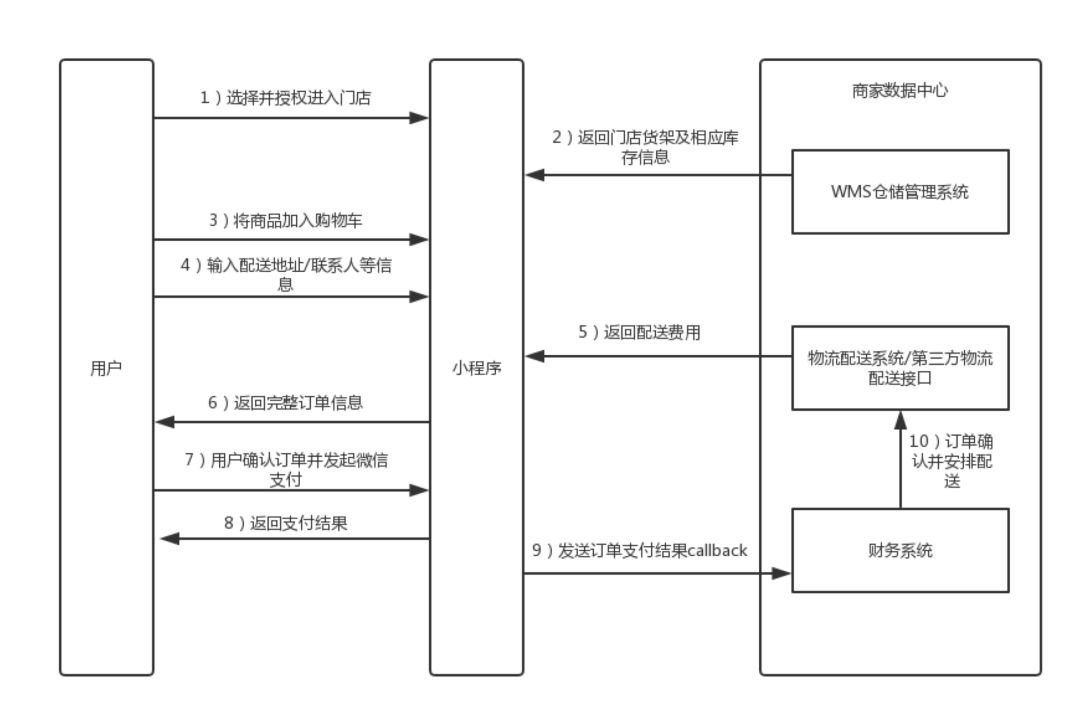 商家数据中心
1）选择并授权进入门店
2）返回门店货架及相应库
存信息
WMS仓储管理系统
3）将商品加入购物车
4）输入配送地址/联系人等信
息
5）返回配送费用
用户
小程序
物流配送系统/第三方物流
配送接口
6）返回完整订单信息
10）订单确
认并安排配
送
7）用户确认订单并发起微信
支付
8）返回支付结果
9）发送订单支付结果callback
财务系统